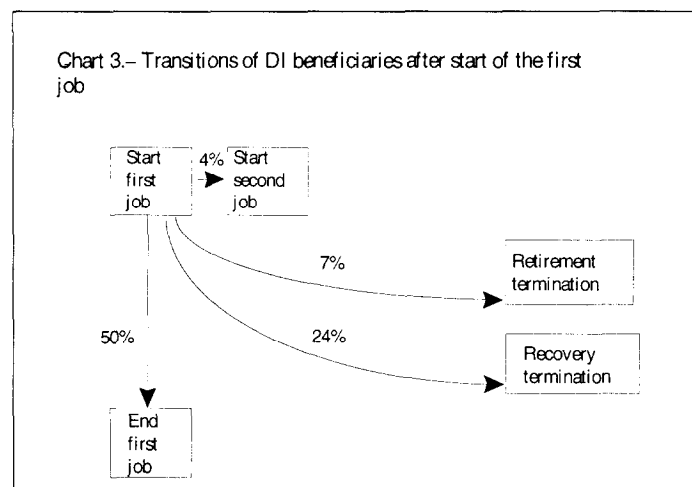 Chart 3.– Transitions of DI beneficiaries after start of the first
job
Start
first
job
4%
Start
second
job
7%
Retirement
termination
50%
24%
Recovery
termination
End
first
job